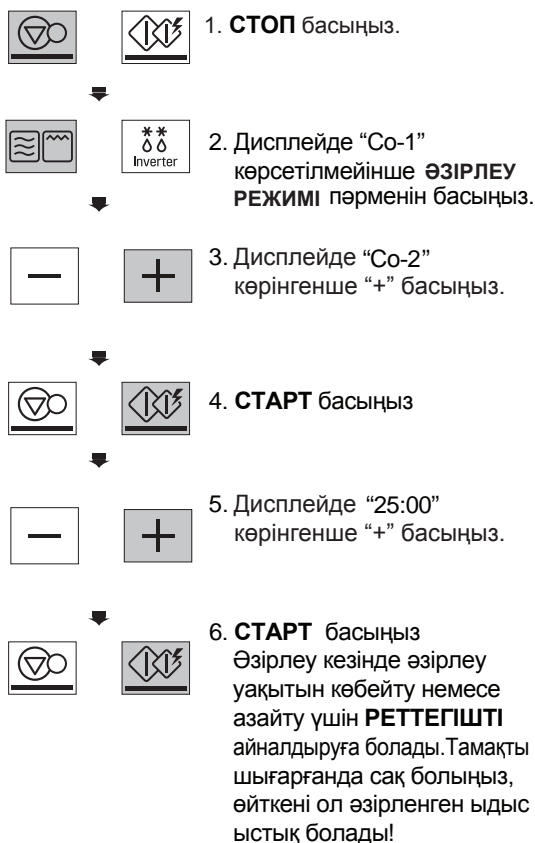 1. СТОП басыңыз.
Inverter
2. Дисплейде “Co-1”
көрсетілмейінше ӘЗІРЛЕУ
РЕЖИМІ пәрменін басыңыз.
3. Дисплейде “Co-2”
көрінгенше “+” басыңыз.
4. СТАРТ басыңыз
5. Дисплейде “25:00”
көрінгенше “+” басыңыз.
6. СТАРТ басыңыз
Әзірлеу кезінде әзірлеу
уақытын көбейту немесе
азайту үшін РЕТТЕГІШТІ
айналдыруға болады.Тамақты
шығарғанда сақ болыңыз,
өйткені ол әзірленген ыдыс
ыстық болады!